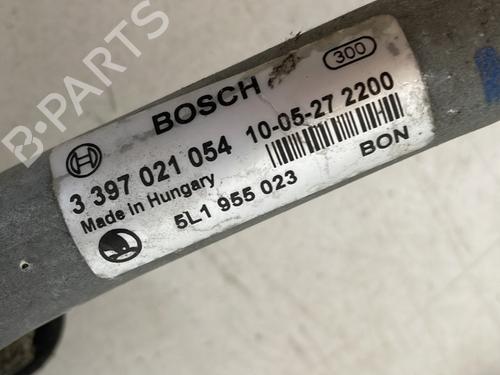 B-PARTS
BOSCH
300
3 397 021 054 10-05-27 2200
Made in Hungary
BON
5L1 955 023